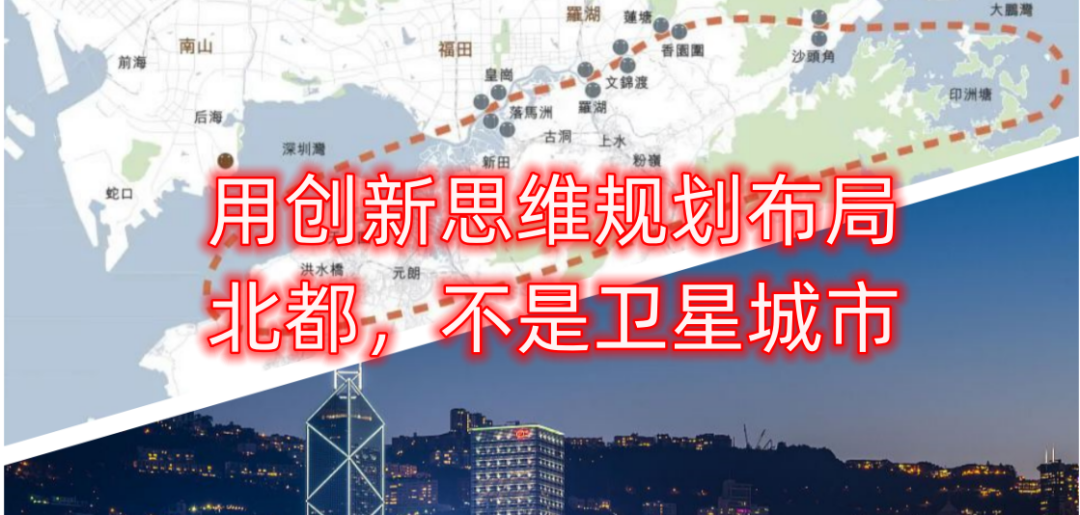 大鵬灣
羅湖
蓮塘
南山
福田
香園圍
沙頭角
前海
皇崗
文錦渡
印洲塘
落馬洲
羅湖
后海
古洞
上水
深圳灣
新田
粉嶺
蛇口
用创新思维规划布局
洪水橋
元朗
北都，不是卫星城市